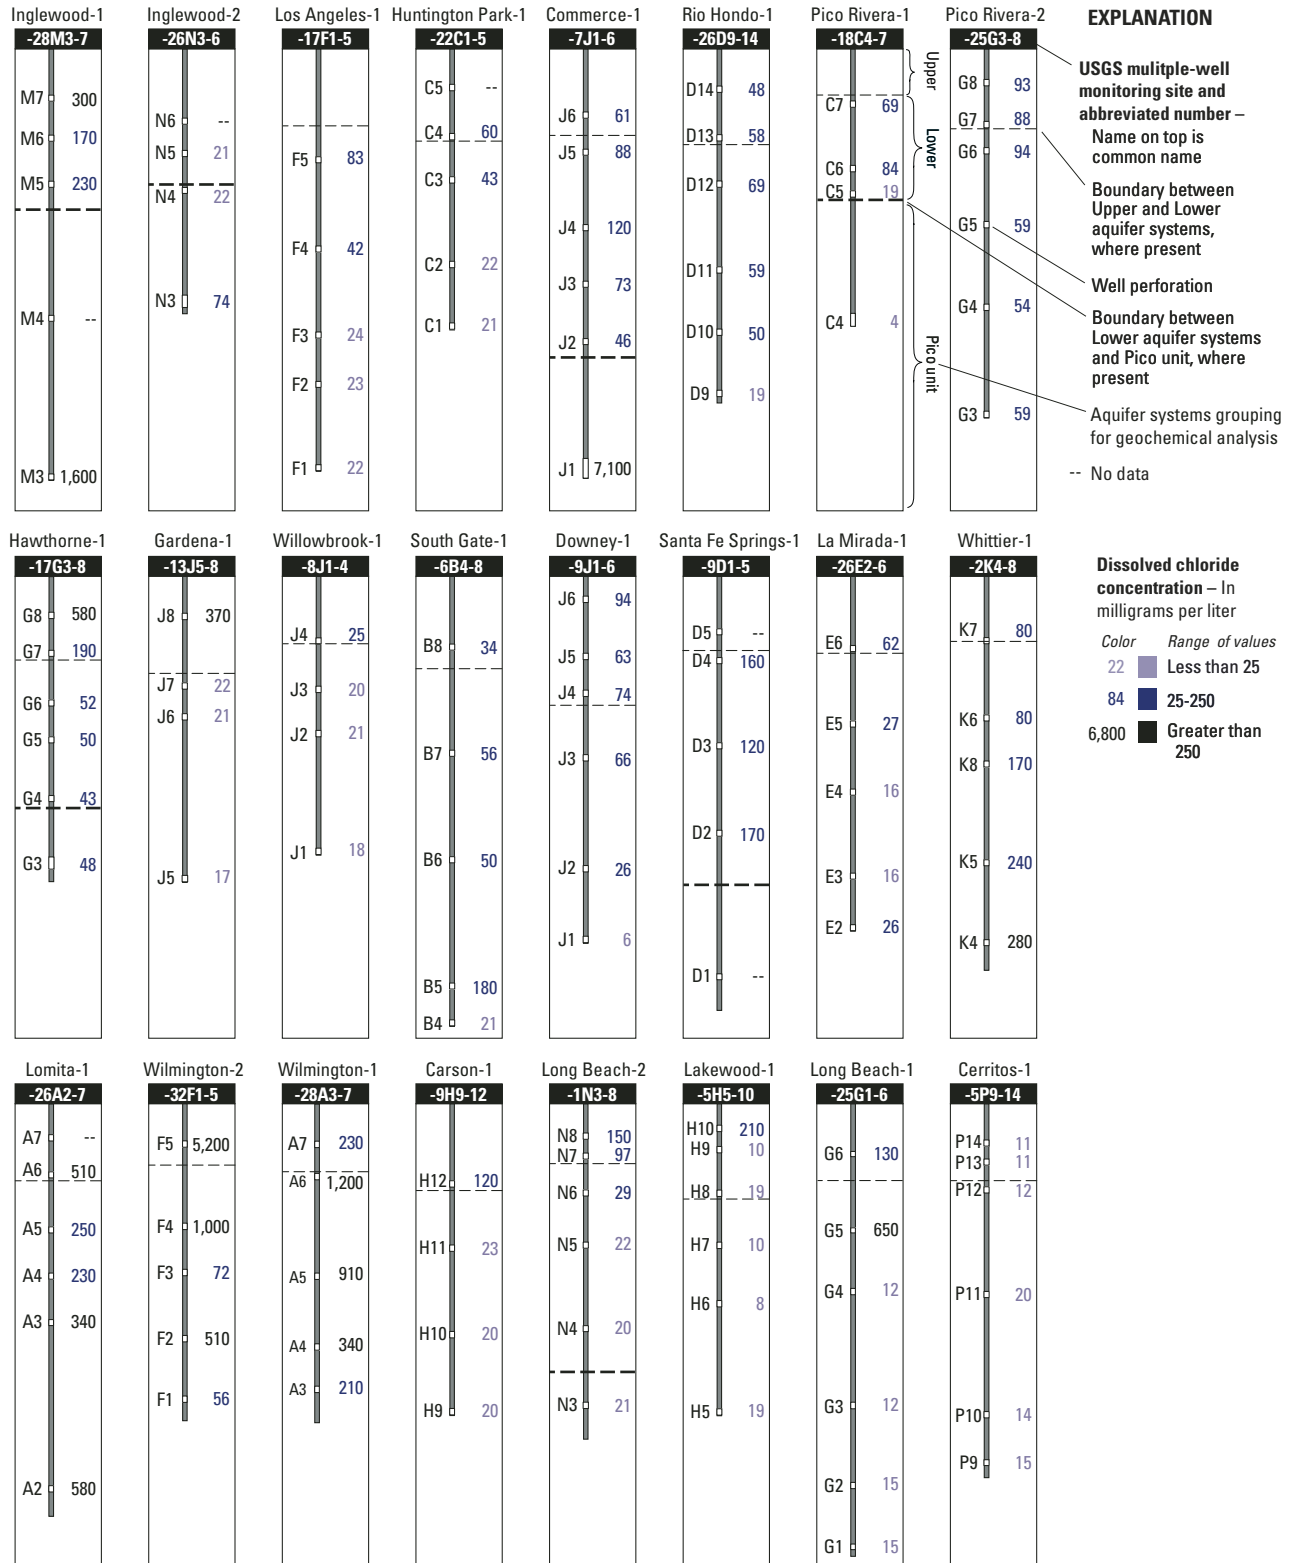 Inglewood-1 Inglewood-2 Los Angeles-1 Huntington Park-1 Commerce-1 Rio Hondo-1 Pico Rivera-1 Pico Rivera-2
-28M3-7 -26N3-6 -17F1-5 -22C1-5 -7J1-6 -26D9-14 -18C4-7 -25G3-8
M7 300
M6 170
M5 230
M4 --
M3 1,600
N6 --
N5 21
N4 22
N3 74
F5 83
F4 42
F3 24
F2 23
F1 22
C5 --
C4 60
C3 43
C2 22
C1 21
J6 61
J5 88
J4 120
J3 73
J2 46
J1 7,100
D14 48
D13 58
D12 69
D11 59
D10 50
D9 19
C7 69
C6 84
C5 19
C4 4
Upper
Lower
Pico unit
G8 93
G7 88
G6 94
G5 59
G4 54
G3 59
EXPLANATION
USGS mulitple-well
monitoring site and
abbreviated number –
Name on top is
common name
Boundary between
Upper and Lower
aquifer systems,
where present
Well perforation
Boundary between
Lower aquifer systems
and Pico unit, where
present
Aquifer systems grouping
for geochemical analysis
-- No data
Hawthorne-1 Gardena-1 Willowbrook-1 South Gate-1 Downey-1 Santa Fe Springs-1 La Mirada-1 Whittier-1
-17G3-8 -13J5-8 -8J1-4 -6B4-8 -9J1-6 -9D1-5 -26E2-6 -2K4-8
G8 580
G7 190
G6 52
G5 50
G4 43
G3 48
J8 370
J7 22
J6 21
J5 17
J4 25
J3 20
J2 21
J1 18
B8 34
B7 56
B6 50
B5 180
B4 21
J6 94
J5 63
J4 74
J3 66
J2 26
J1 6
D5 --
D4 160
D3 120
D2 170
D1 --
E6 62
E5 27
E4 16
E3 16
E2 26
K7 80
K6 80
K8 170
K5 240
K4 280
Dissolved chloride
concentration – In
milligrams per liter
Color Range of values
22 Less than 25
84 25-250
6,800 Greater than
250
Lomita-1 Wilmington-2 Wilmington-1 Carson-1 Long Beach-2 Lakewood-1 Long Beach-1 Cerritos-1
-26A2-7 -32F1-5 -28A3-7 -9H9-12 -1N3-8 -5H5-10 -25G1-6 -5P9-14
A7 --
A6 510
A5 250
A4 230
A3 340
A2 580
F5 5,200
F4 1,000
F3 72
F2 510
F1 56
A7 230
A6 1,200
A5 910
A4 340
A3 210
H12 120
H11 23
H10 20
H9 20
N8 150
N7 97
N6 29
N5 22
N4 20
N3 21
H10 210
H9 10
H8 19
H7 10
H6 8
H5 19
G6 130
G5 650
G4 12
G3 12
G2 15
G1 15
P14 11
P13 11
P12 12
P11 20
P10 14
P9 15